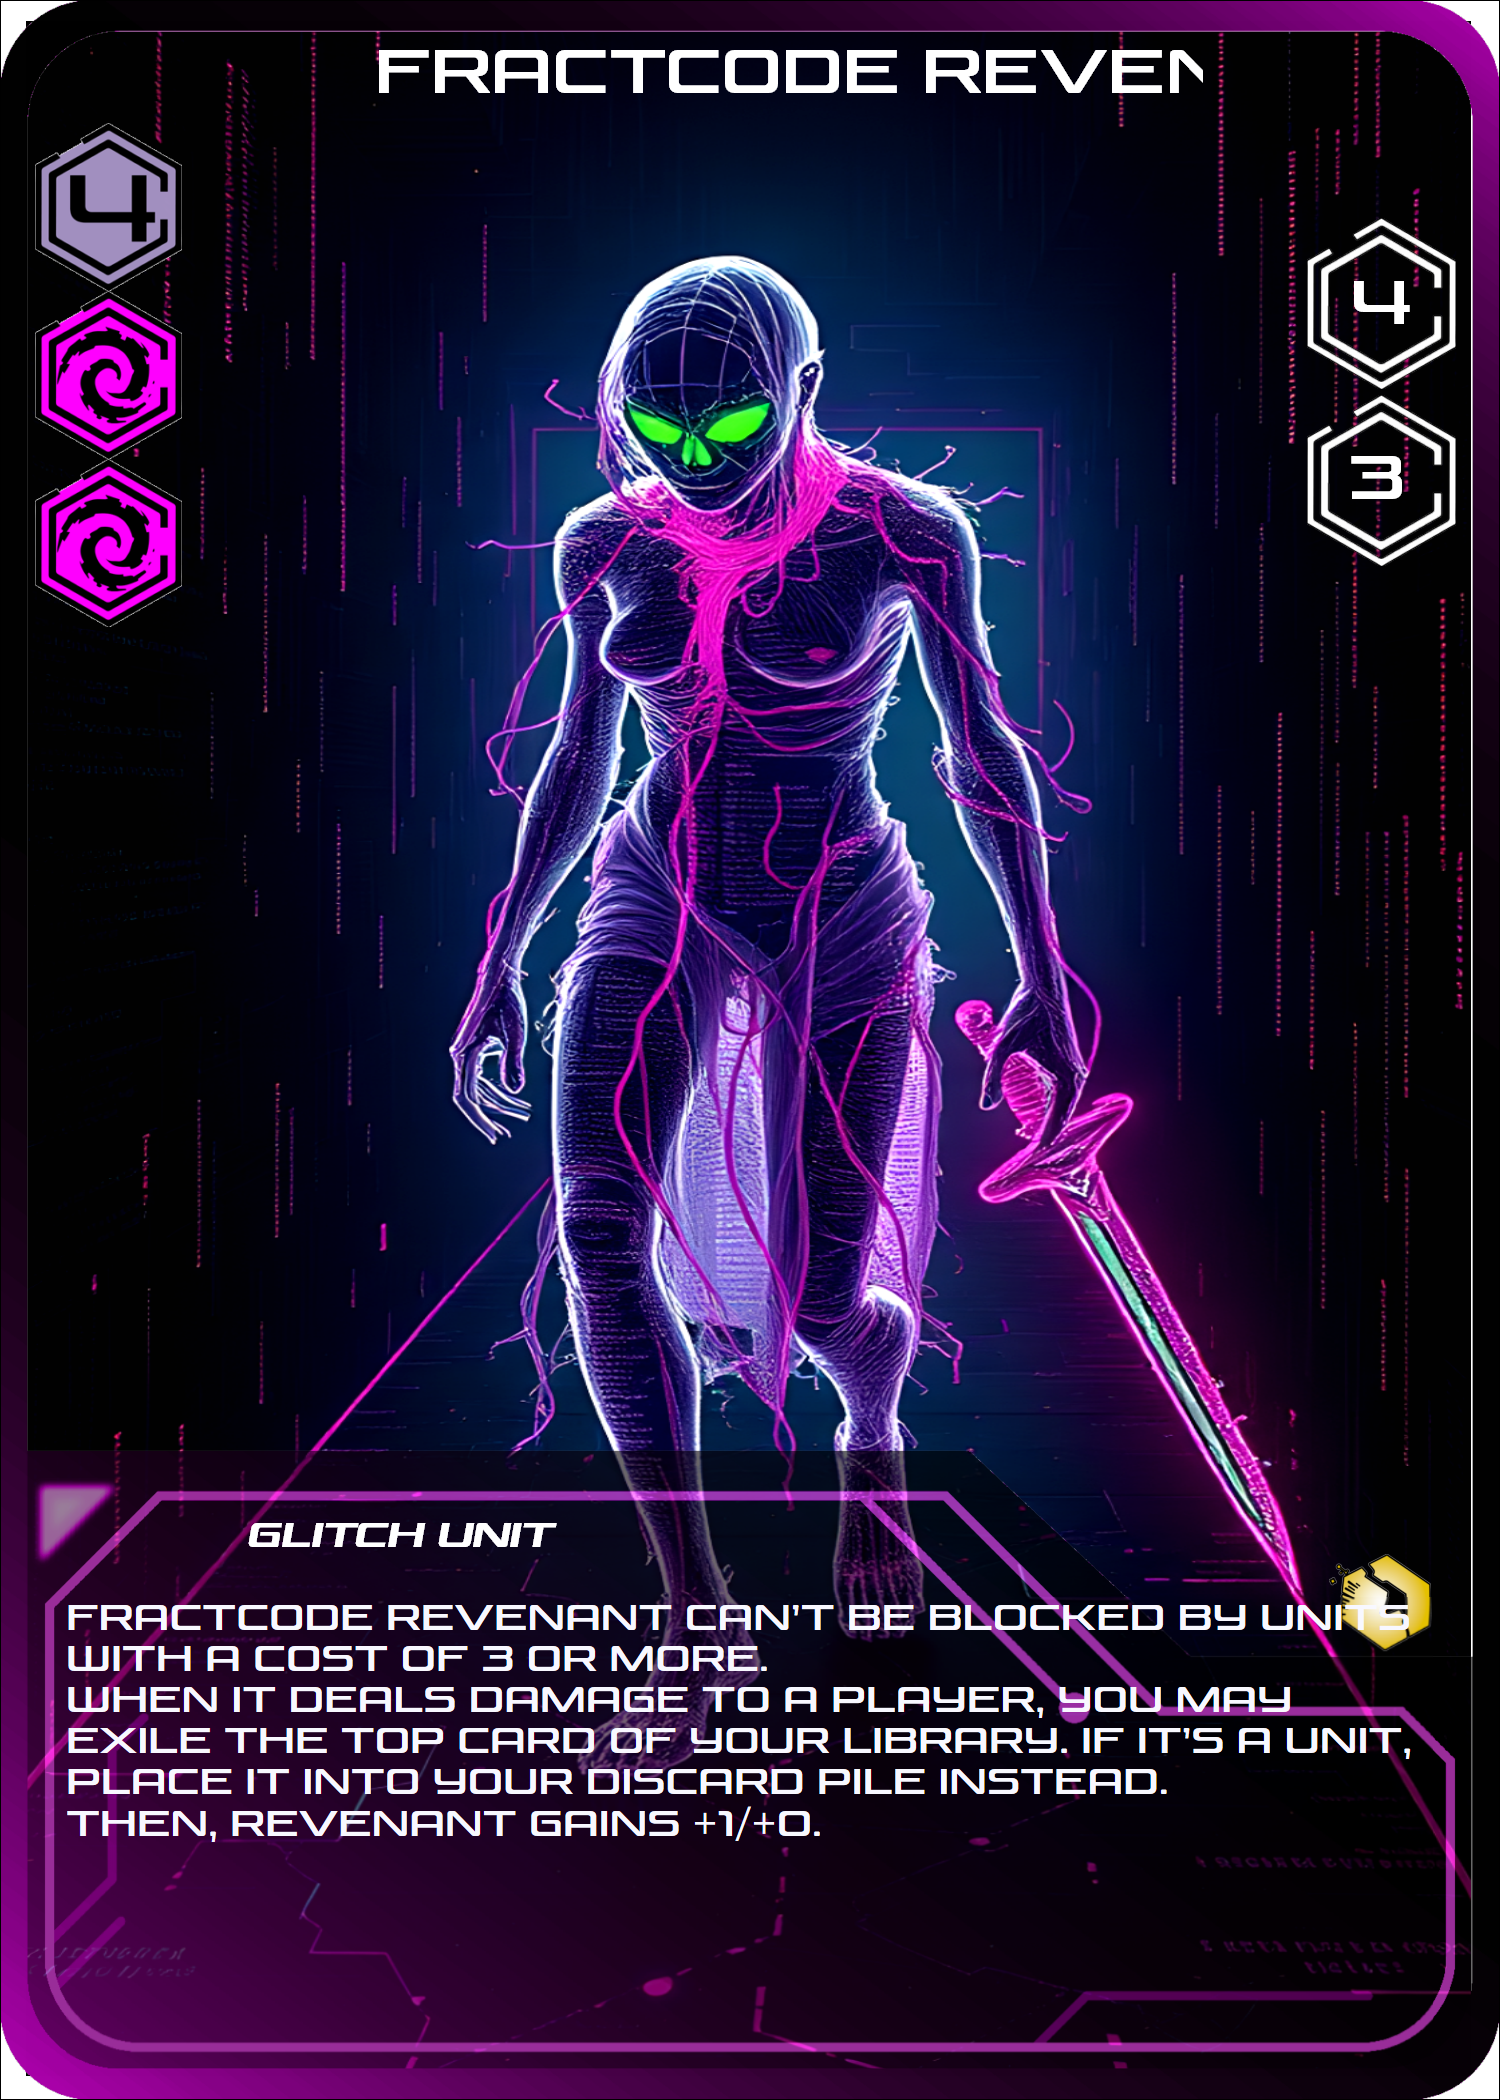 FRACTCODE REVEN
4
4
3
GLITCH UNIT
FRACTCODE REVENANT CAN'T BE BLOCKED BY UNITS
WITH A COST OF 3 OR MORE.
WHEN IT DEALS DAMAGE TO A PLAYER, YOU MAY
EXILE THE TOP CARD OF YOUR LIBRARY. IF IT'S A UNIT,
PLACE IT INTO YOUR DISCARD PILE INSTEAD.
THEN, REVENANT GAINS +1/+0.